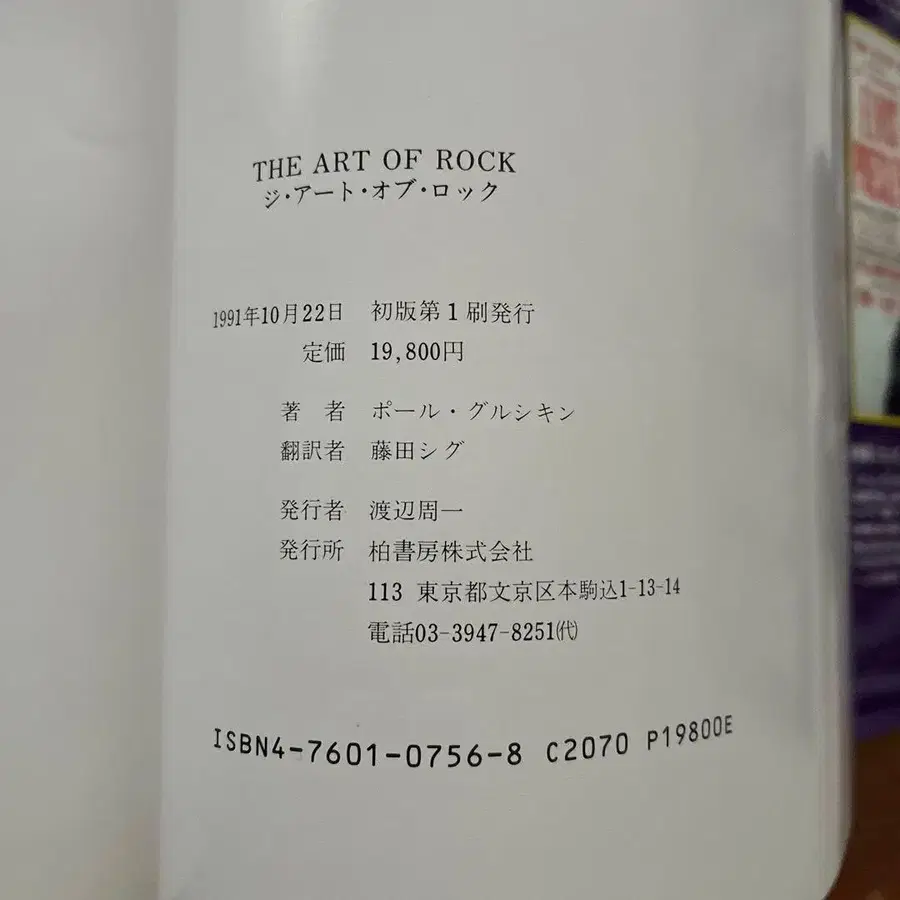 THE ART OF ROCK
ジ・アート・オブ・ロック
1991年10月22日 初版第1刷発行
定価 19,800円
著 者 ポール・グルシキン
翻訳者 藤田シグ
発行者 渡辺周一
発行所 柏書房株式会社
113 東京都文京区本駒込1-13-14
電話03-3947-8251㈹
ISBN4-7601-0756-8 C2070 P19800E